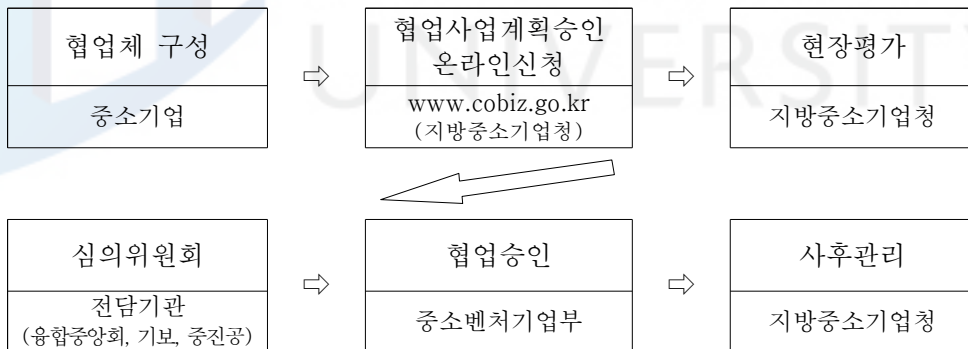 협업체 구성
중소기업
협업사업계획승인
온라인신청
www.cobiz.go.kr
(지방중소기업청)
현장평가
지방중소기업청
심의위원회
전담기관
(융합중앙회, 기보, 중진공)
협업승인
중소벤처기업부
사후관리
지방중소기업청
UNIVERSITY